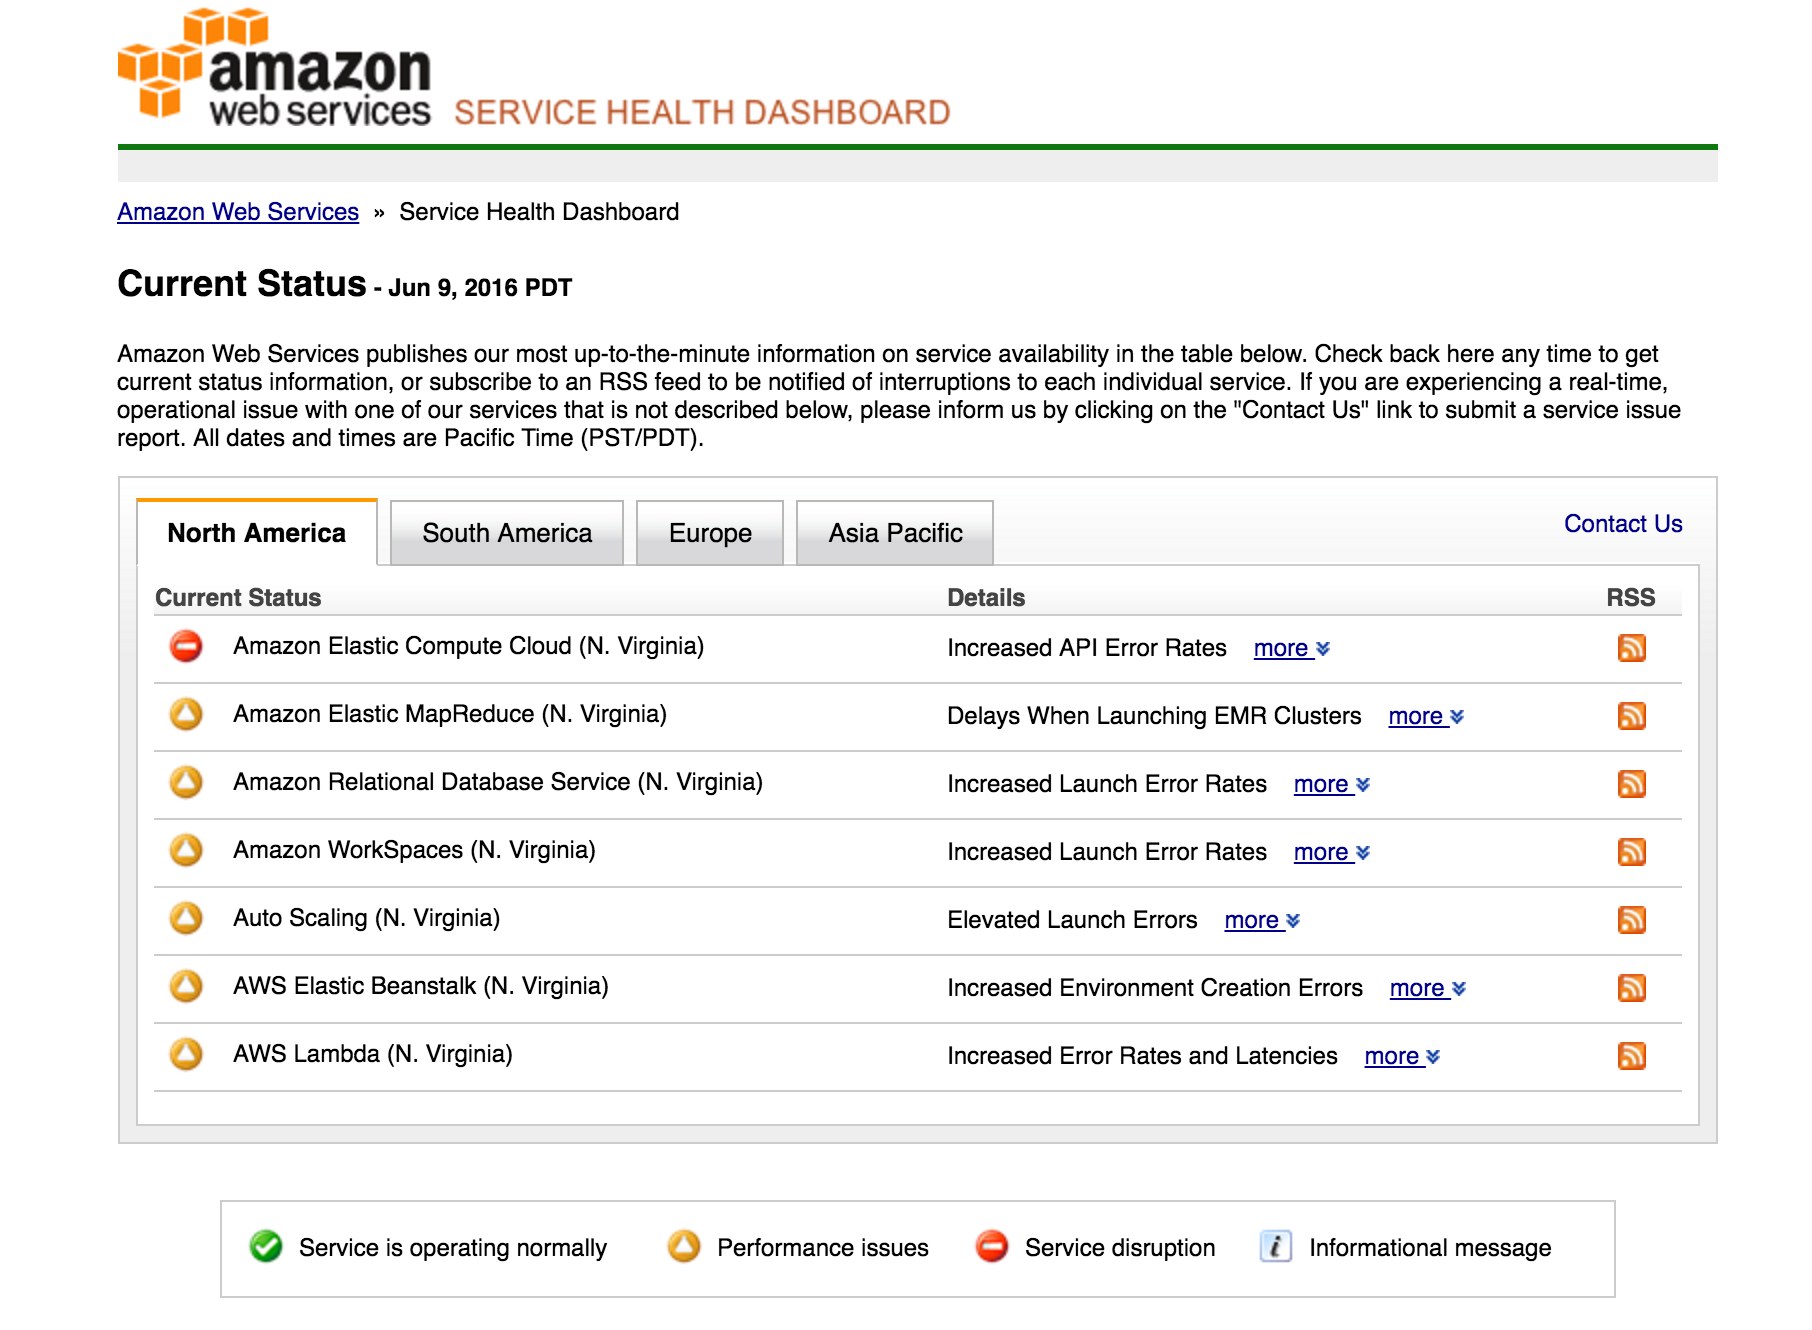 amazon
web services SERVICE HEALTH DASHBOARD
Amazon Web Services » Service Health Dashboard
Current Status - Jun 9, 2016 PDT
Amazon Web Services publishes our most up-to-the-minute information on service availability in the table below. Check back here any time to get
current status information, or subscribe to an RSS feed to be notified of interruptions to each individual service. If you are experiencing a real-time,
operational issue with one of our services that is not described below, please inform us by clicking on the "Contact Us" link to submit a service issue
report. All dates and times are Pacific Time (PST/PDT).
North America South America Europe Asia Pacific Contact Us
Current Status Details RSS
Amazon Elastic Compute Cloud (N. Virginia) Increased API Error Rates more
Amazon Elastic MapReduce (N. Virginia) Delays When Launching EMR Clusters more
Amazon Relational Database Service (N. Virginia) Increased Launch Error Rates more
Amazon WorkSpaces (N. Virginia) Increased Launch Error Rates more
Auto Scaling (N. Virginia) Elevated Launch Errors more
AWS Elastic Beanstalk (N. Virginia) Increased Environment Creation Errors more
AWS Lambda (N. Virginia) Increased Error Rates and Latencies more
Service is operating normally Performance issues Service disruption i Informational message